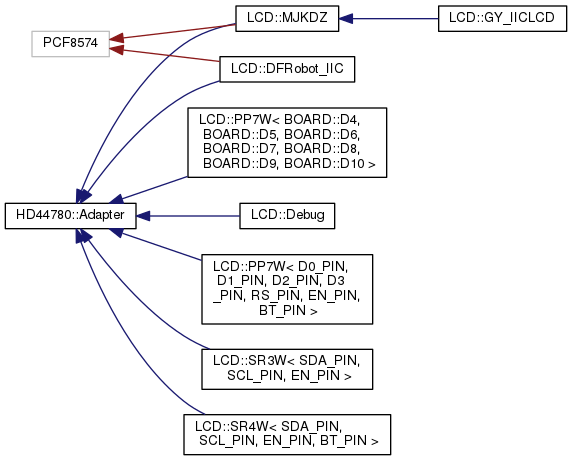 LCD::MJKDZ
LCD::GY_IICLCD
PCF8574
LCD::DFRobot_IIC
LCD::PP7W< BOARD::D4,
BOARD::D5, BOARD::D6,
BOARD::D7, BOARD::D8,
BOARD::D9, BOARD::D10 >
HD44780::Adapter
LCD::Debug
LCD::PP7W< D0_PIN,
D1_PIN, D2_PIN, D3
_PIN, RS_PIN, EN_PIN,
BT_PIN >
LCD::SR3W< SDA_PIN,
SCL_PIN, EN_PIN >
LCD::SR4W< SDA_PIN,
SCL_PIN, EN_PIN, BT_PIN >